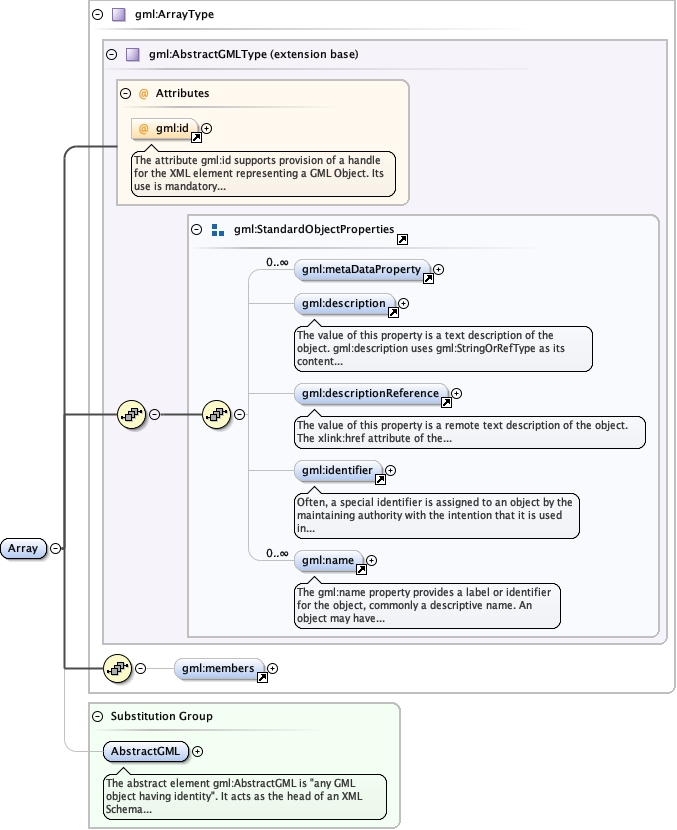 gml:ArrayType
gml:AbstractGMLType (extension base)
@ Attributes
@ gml:id
The attribute gml:id supports provision of a handle
for the XML element representing a GML Object. Its
use is mandatory...
gml:StandardObjectProperties
0..∞
gml:metaDataProperty
gml:description
The value of this property is a text description of the
object. gml:description uses gml:StringOrRefType as its
content...
gml:descriptionReference
The value of this property is a remote text description of the object.
The xlink:href attribute of the...
gml:identifier
Often, a special identifier is assigned to an object by the
maintaining authority with the intention that it is used
in...
0..∞
gml:name
The gml:name property provides a label or identifier
for the object, commonly a descriptive name. An
object may have...
Array
gml:members
Substitution Group
AbstractGML
The abstract element gml:AbstractGML is "any GML
object having identity". It acts as the head of an XML
Schema...